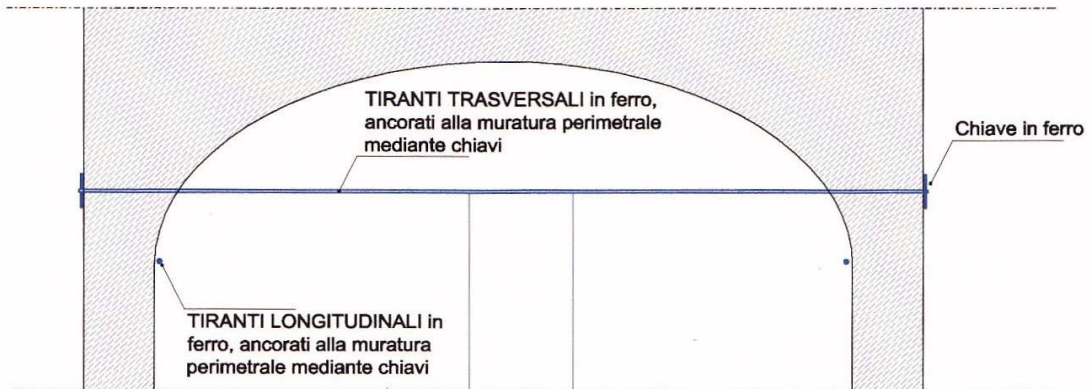 TIRANTI TRASVERSALI in ferro,
ancorati alla muratura perimetrale
mediante chiavi
Chiave in ferro
TIRANTI LONGITUDINALI in
ferro, ancorati alla muratura
perimetrale mediante chiavi